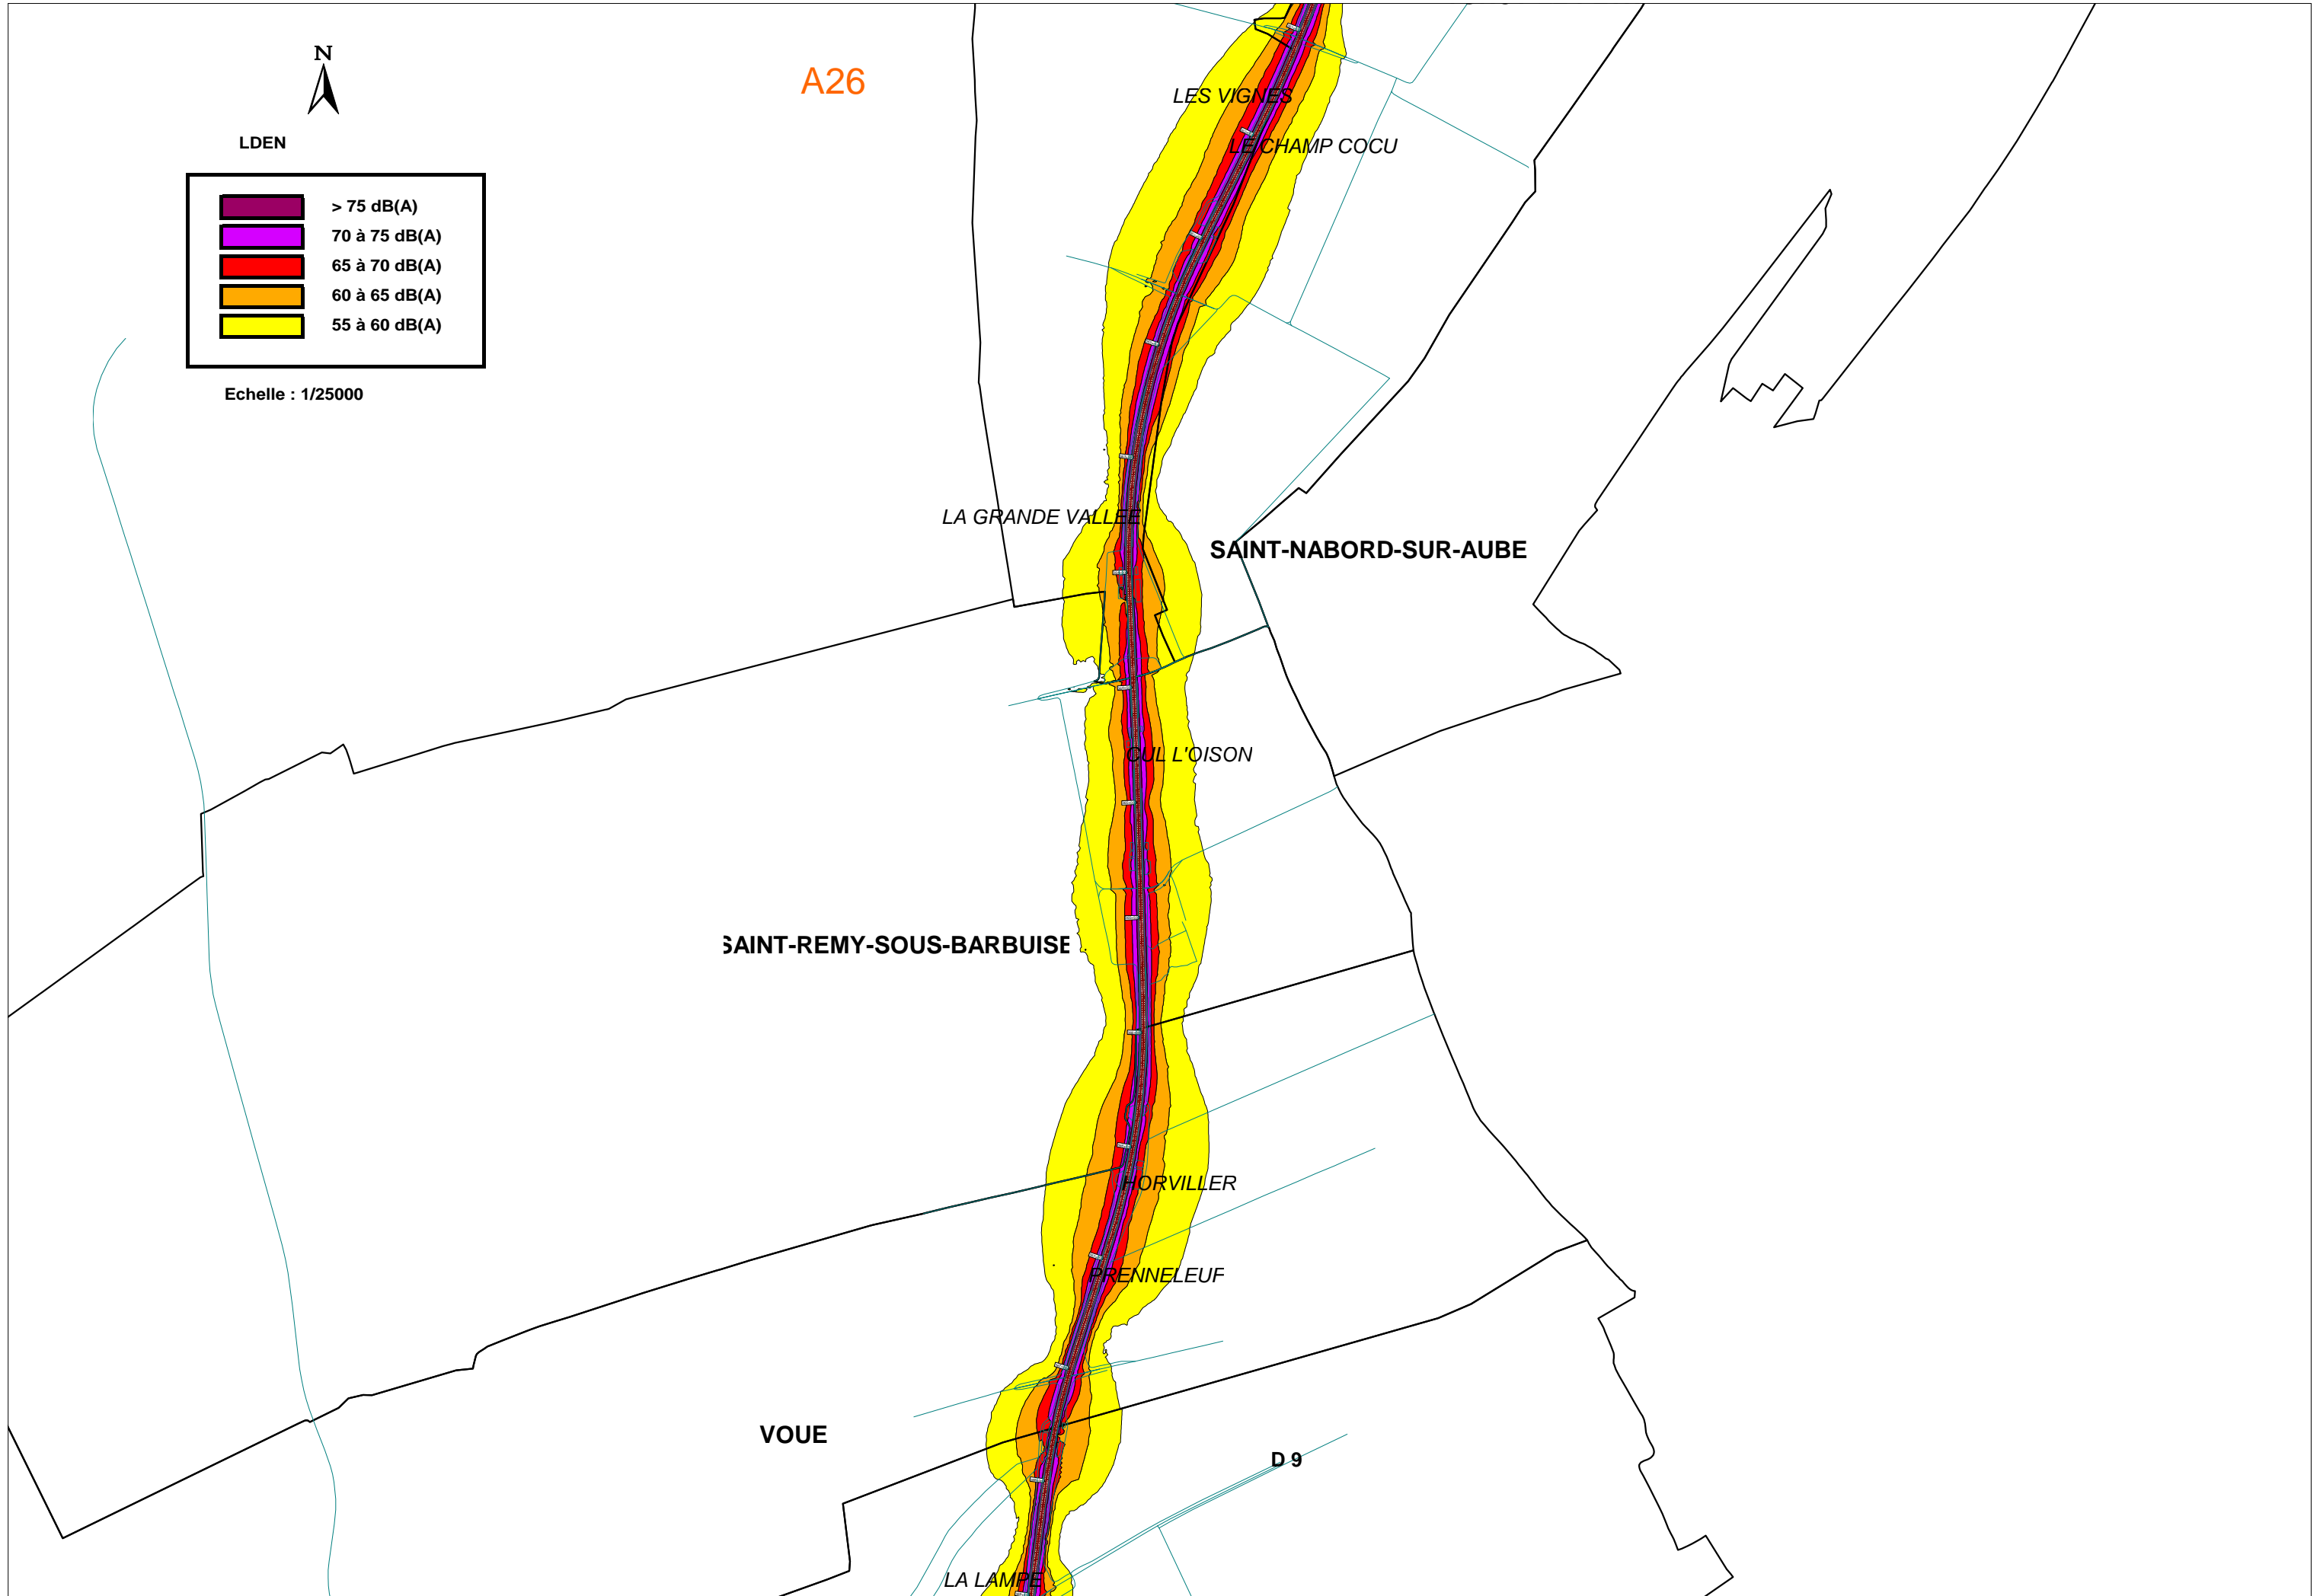 N
A26
LES VIGNES
LDEN
LE CHAMP COCU
> 75 dB(A)
70 à 75 dB(A)
65 à 70 dB(A)
60 à 65 dB(A)
55 à 60 dB(A)
Echelle : 1/25000
LA GRANDE VALLEE
SAINT-NABORD-SUR-AUBE
CUL L'OISON
SAINT-REMY-SOUS-BARBUISE
HORVILLER
PRENNELEUF
VOUE
D 9
LA LAMPE